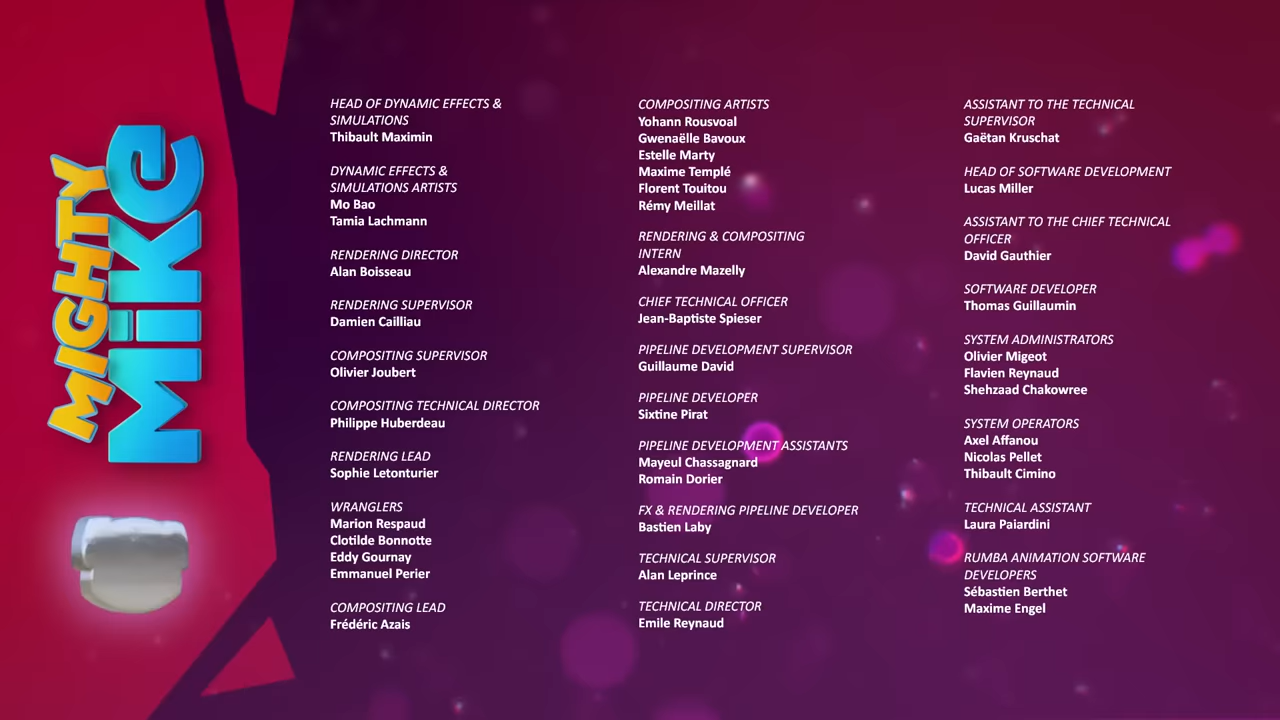 MIGHTY
MiKe
HEAD OF DYNAMIC EFFECTS &
SIMULATIONS
Thibault Maximin
DYNAMIC EFFECTS &
SIMULATIONS ARTISTS
Mo Bao
Tamia Lachmann
RENDERING DIRECTOR
Alan Boisseau
RENDERING SUPERVISOR
Damien Cailliau
COMPOSITING SUPERVISOR
Olivier Joubert
COMPOSITING TECHNICAL DIRECTOR
Philippe Huberdeau
RENDERING LEAD
Sophie Letonturier
WRANGLERS
Marion Respaud
Clotilde Bonnotte
Eddy Gournay
Emmanuel Perier
COMPOSITING LEAD
Frédéric Azais
COMPOSITING ARTISTS
Yohann Rousvoal
Gwenaëlle Bavoux
Estelle Marty
Maxime Templé
Florent Touitou
Rémy Meillat
RENDERING & COMPOSITING
INTERN
Alexandre Mazelly
CHIEF TECHNICAL OFFICER
Jean-Baptiste Spieser
PIPELINE DEVELOPMENT SUPERVISOR
Guillaume David
PIPELINE DEVELOPER
Sixtine Pirat
PIPELINE DEVELOPMENT ASSISTANTS
Mayeul Chassagnard
Romain Dorier
FX & RENDERING PIPELINE DEVELOPER
Bastien Laby
TECHNICAL SUPERVISOR
Alan Leprince
TECHNICAL DIRECTOR
Emile Reynaud
ASSISTANT TO THE TECHNICAL
SUPERVISOR
Gaëtan Kruschat
HEAD OF SOFTWARE DEVELOPMENT
Lucas Miller
ASSISTANT TO THE CHIEF TECHNICAL
OFFICER
David Gauthier
SOFTWARE DEVELOPER
Thomas Guillaumin
SYSTEM ADMINISTRATORS
Olivier Migeot
Flavien Reynaud
Shehzaad Chakowree
SYSTEM OPERATORS
Axel Affanou
Nicolas Pellet
Thibault Cimino
TECHNICAL ASSISTANT
Laura Paiardini
RUMBA ANIMATION SOFTWARE
DEVELOPERS
Sébastien Berthet
Maxime Engel